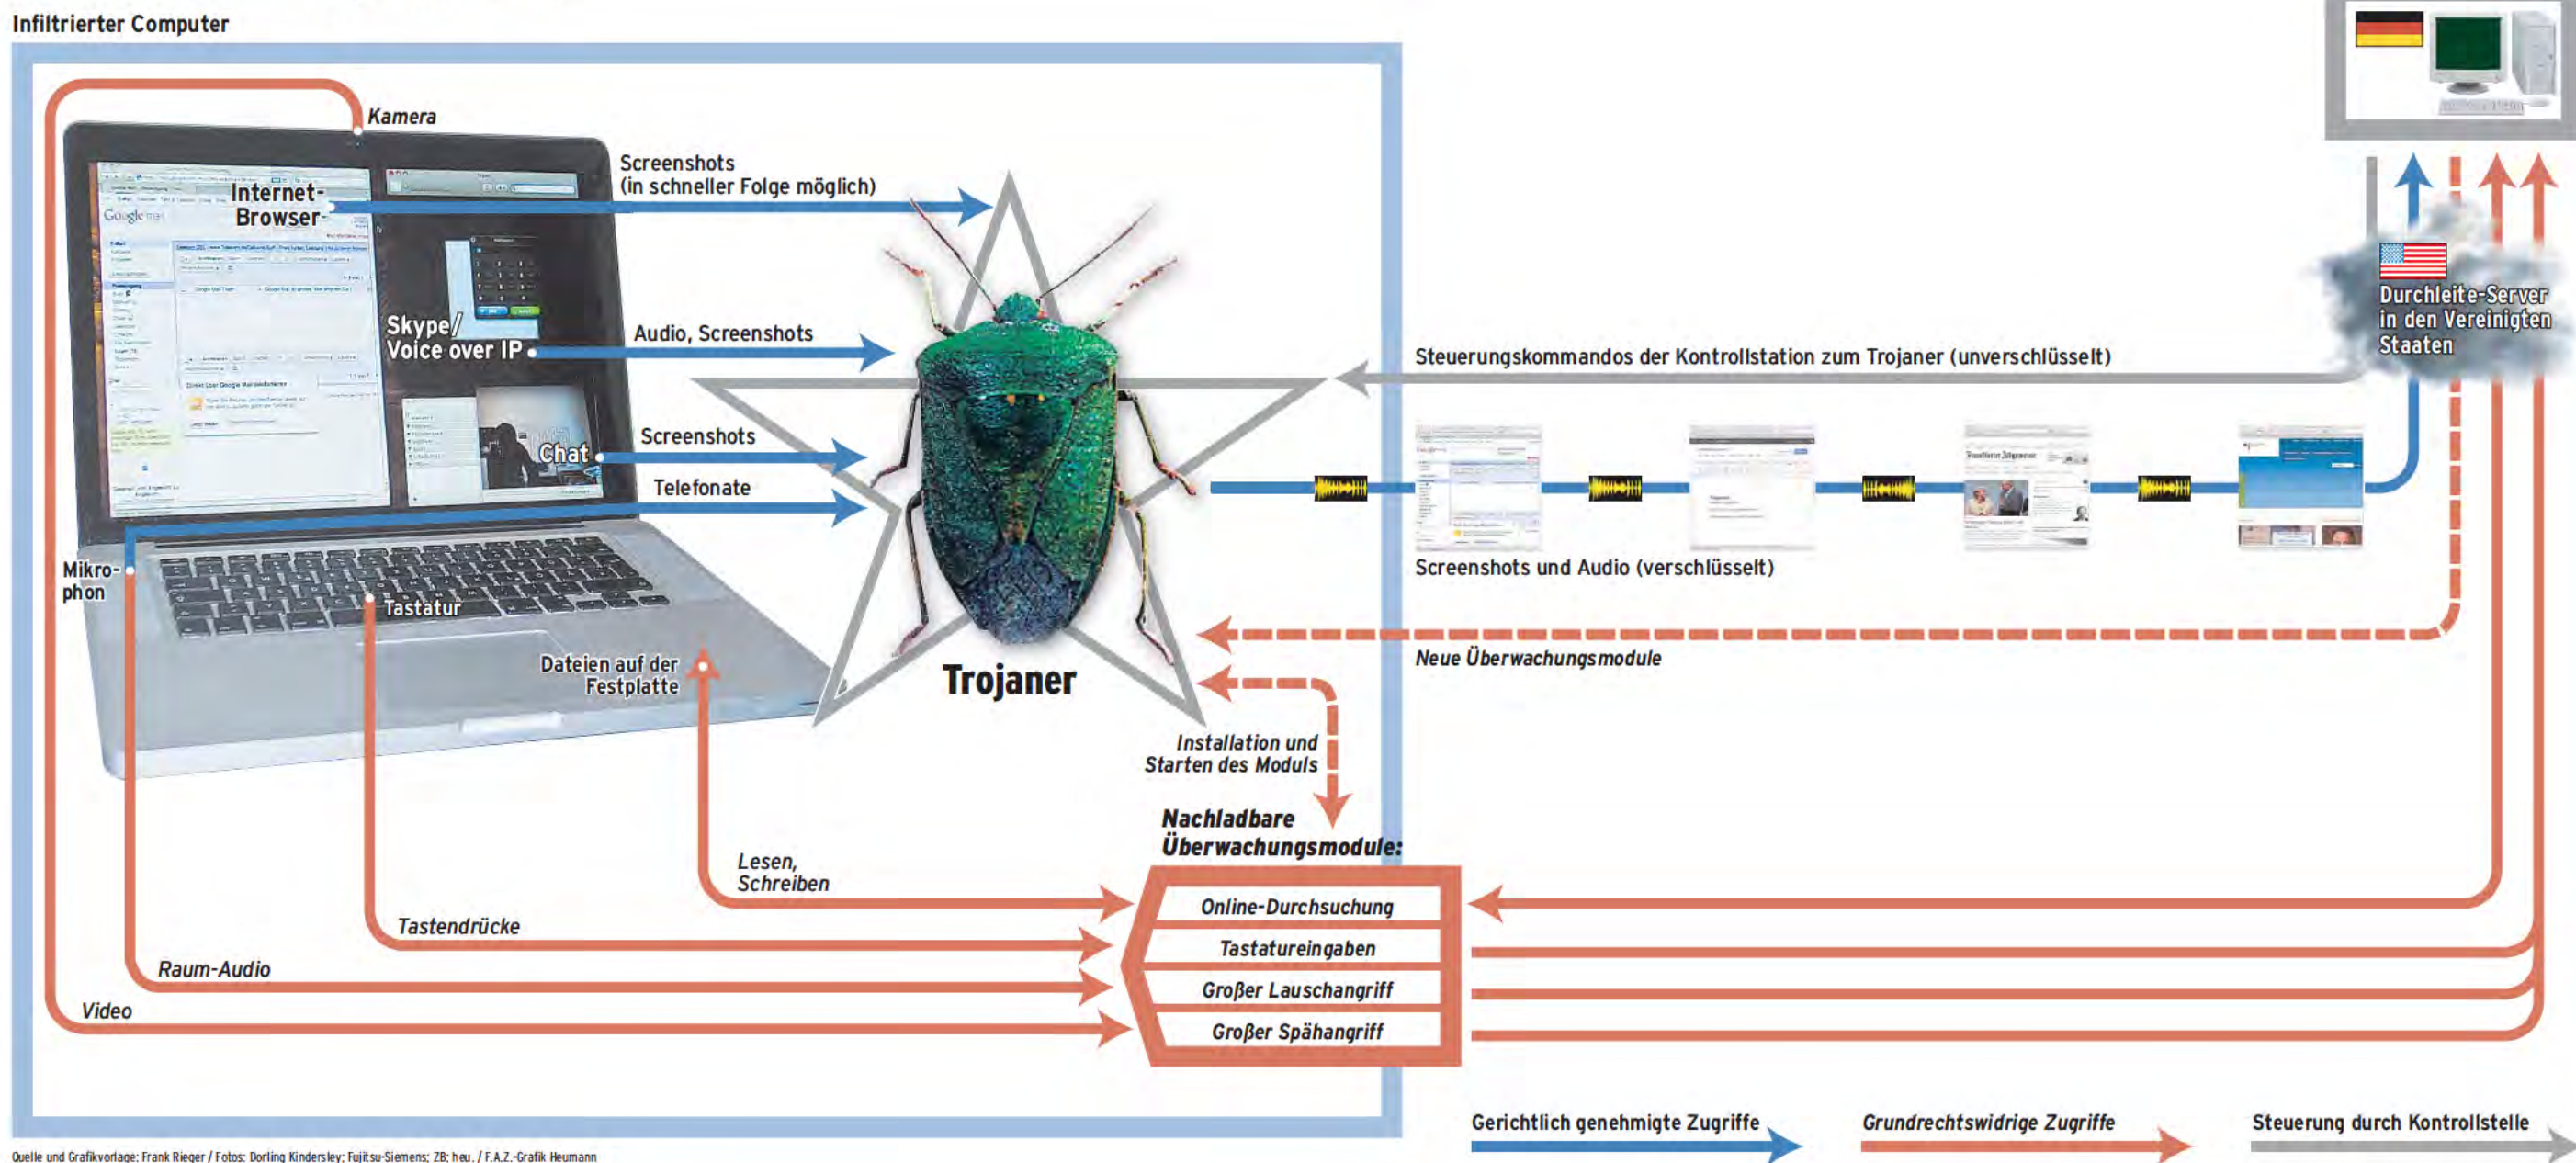 Infiltrierter Computer
Kamera
Internet-
Browser
Screenshots
(in schneller Folge möglich)
Google
Skype/
Voice over IP
Audio, Screenshots
Chat
Screenshots
Telefonate
Mikro-
phon
Tastatur
Dateien auf der
Festplatte
Trojaner
Durchleite-Server
in den Vereinigten
Staaten
Steuerungskommandos der Kontrollstation zum Trojaner (unverschlüsselt)
Frankfurter Allgemeine
Screenshots und Audio (verschlüsselt)
Neue Überwachungsmodule
Installation und
Starten des Moduls
Nachladbare
Überwachungsmodule:
Online-Durchsuchung
Tastatureingaben
Großer Lauschangriff
Großer Spähangriff
Lesen,
Schreiben
Tastendrücke
Raum-Audio
Video
Gerichtlich genehmigte Zugriffe
Grundrechtswidrige Zugriffe
Steuerung durch Kontrollstelle
Quelle und Grafikvorlage: Frank Rieger / Fotos: Dorling Kindersley; Fujitsu-Siemens; ZB; heu. / F.A.Z.-Grafik Heumann